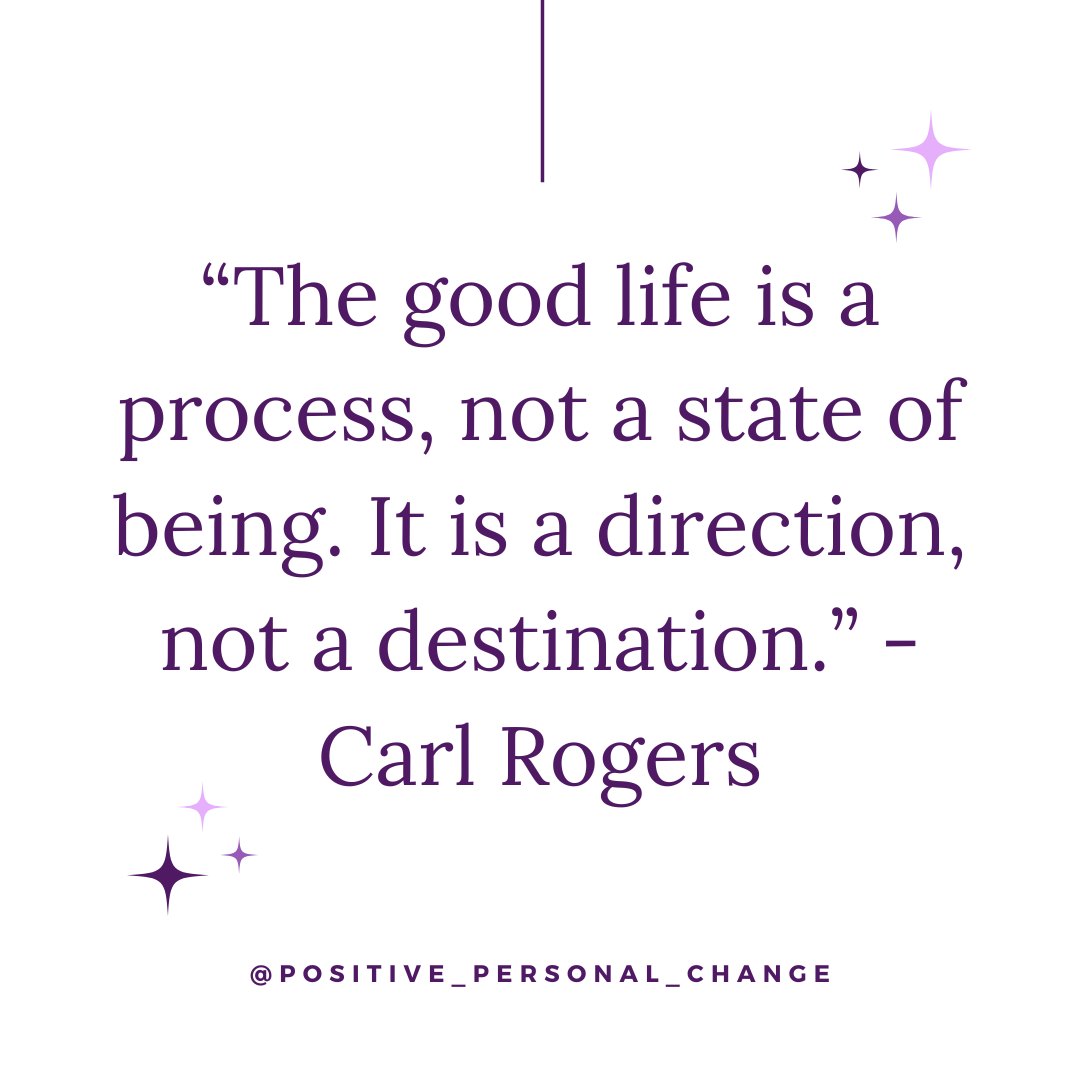 “The good life is a
process, not a state of
being. It is a direction,
not a destination.” -
Carl Rogers
@POSITIVE_PERSONAL_CHANGE